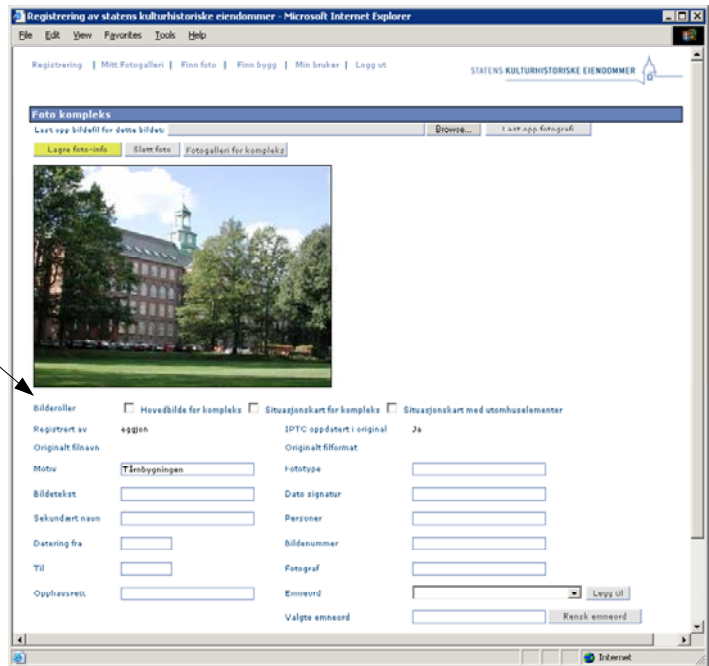 Registrering av statens kulturhistoriske eiendommer - Microsoft Internet Explorer
File Edit View Favorites Tools Help
Registrering | Mitt Fotogalleri | Finn foto | Finn bygg | Min bruker | Logg ut
STATENS KULTURHISTORISKE EIENDOMMER
Foto kompleks
Last opp bildefil for dette bildet: Browse... Last opp fotografi
Lagre foto-info Slett foto Fotogalleri for kompleks
Bilderoller Hovedbilde for kompleks Situasjonskart for kompleks Situasjonskart med utomhuselementer
Registrert av eggjon IPTC oppdatert i original Ja
Originalt filnavn Originalt filformat
Motiv Tårnbygningen Fototype
Bildetekst Dato signatur
Sekundært navn Personer
Datering fra Bildenummer
Til Fotograf
Opphavsrett Emneord Legg til
Valgte emneord Rensk emneord
Internet